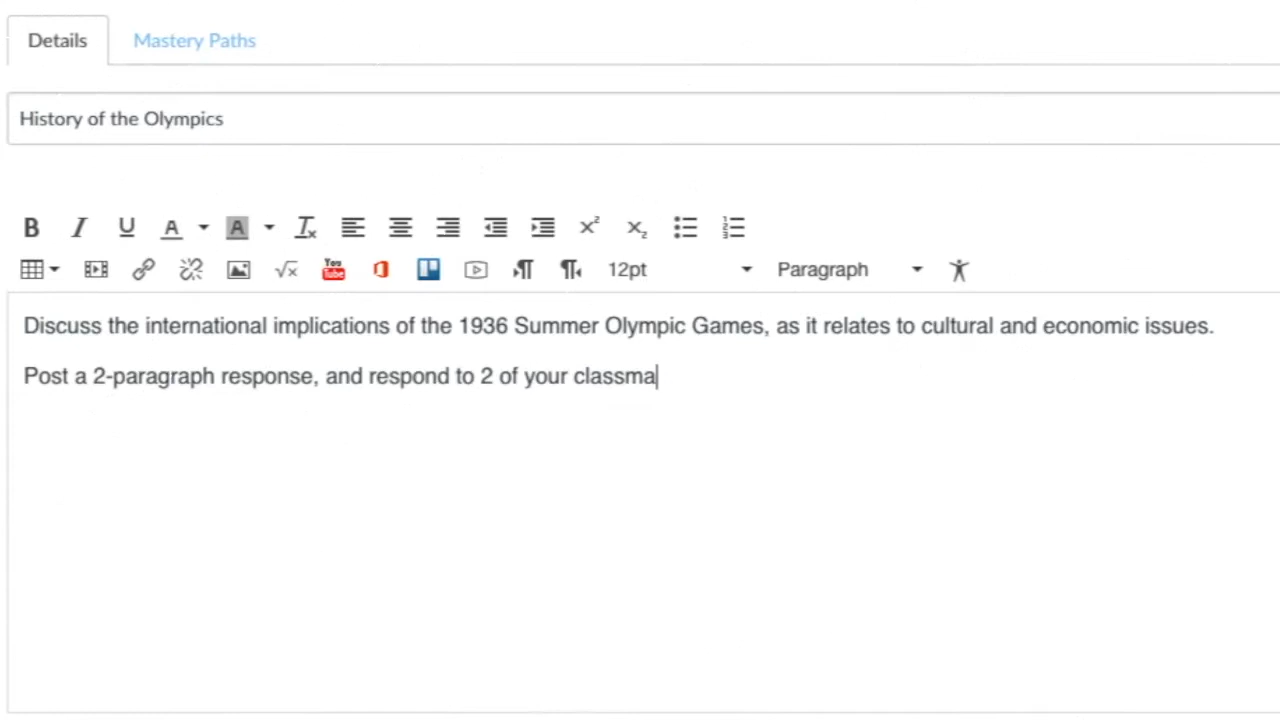 Details
Mastery Paths
History of the Olympics
12pt
Paragraph
Discuss the international implications of the 1936 Summer Olympic Games, as it relates to cultural and economic issues.
Post a 2-paragraph response, and respond to 2 of your classma